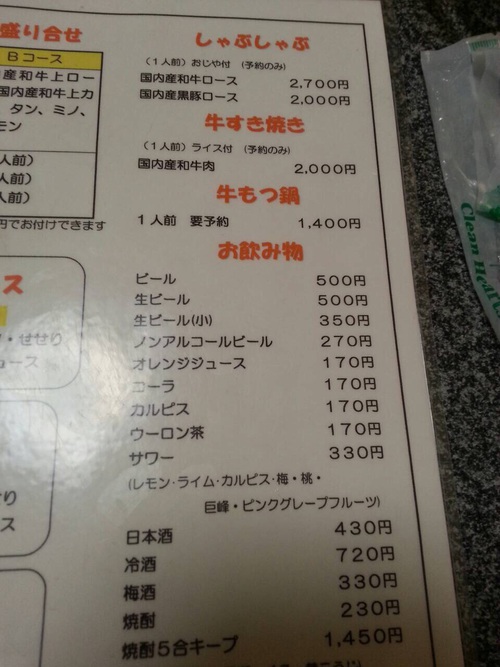 盛り合せ
Bコース
産和牛上ロー
国内産和牛上カ
タン、ミノ、
モン
人前)
人前)
人前)
円でお付けできます
ス
・せせり
ュース
り
ス
しゃぶしゃぶ
(1人前)おじや付 (予約のみ)
国内産和牛ロース 2,700円
国内産黒豚ロース 2,000円
牛すき焼き
(1人前)ライス付 (予約のみ)
国内産和牛肉 2,000円
牛もつ鍋
1人前 要予約 1,400円
お飲み物
ビール 500円
生ビール 500円
生ビール(小) 350円
ノンアルコールビール 270円
オレンジジュース 170円
コーラ 170円
カルピス 170円
ウーロン茶 170円
サワー 330円
(レモン・ライム・カルピス・梅・桃・
巨峰・ピンクグレープフルーツ)
日本酒 430円
冷酒 720円
梅酒 330円
焼酎 230円
焼酎5合キープ 1,450円
Clean